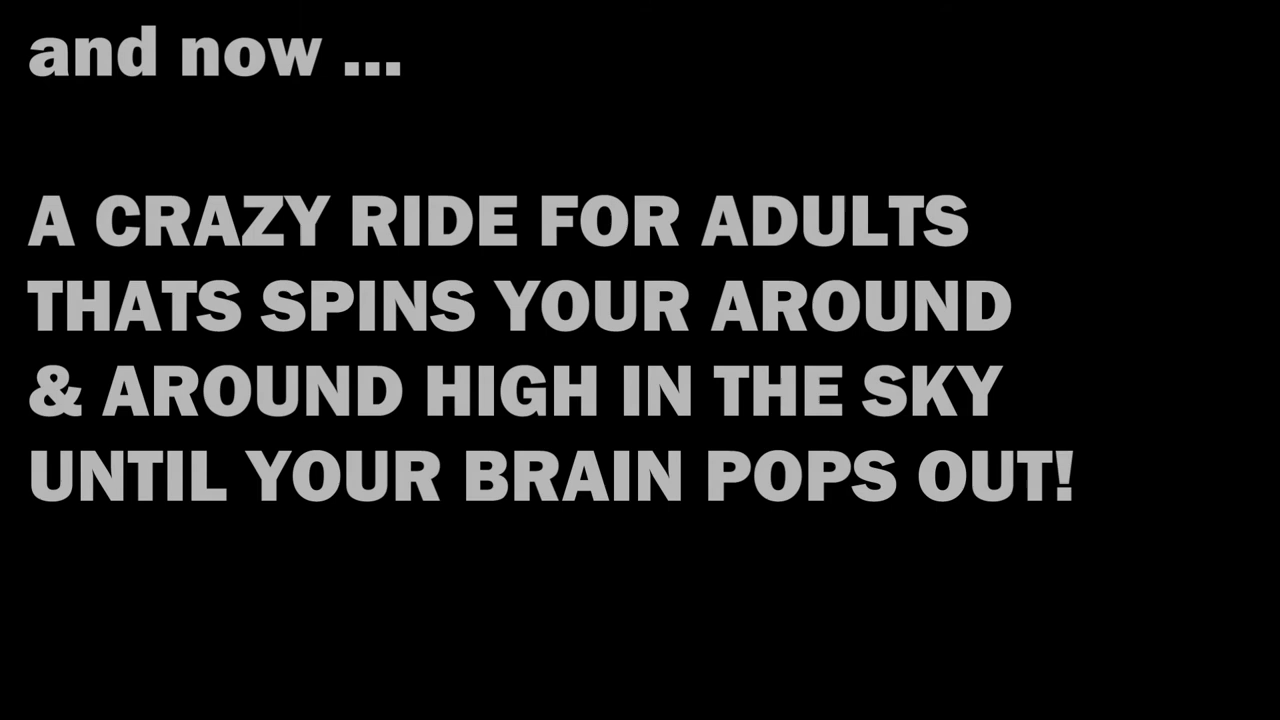 and now ...
A CRAZY RIDE FOR ADULTS
THATS SPINS YOUR AROUND
& AROUND HIGH IN THE SKY
UNTIL YOUR BRAIN POPS OUT!